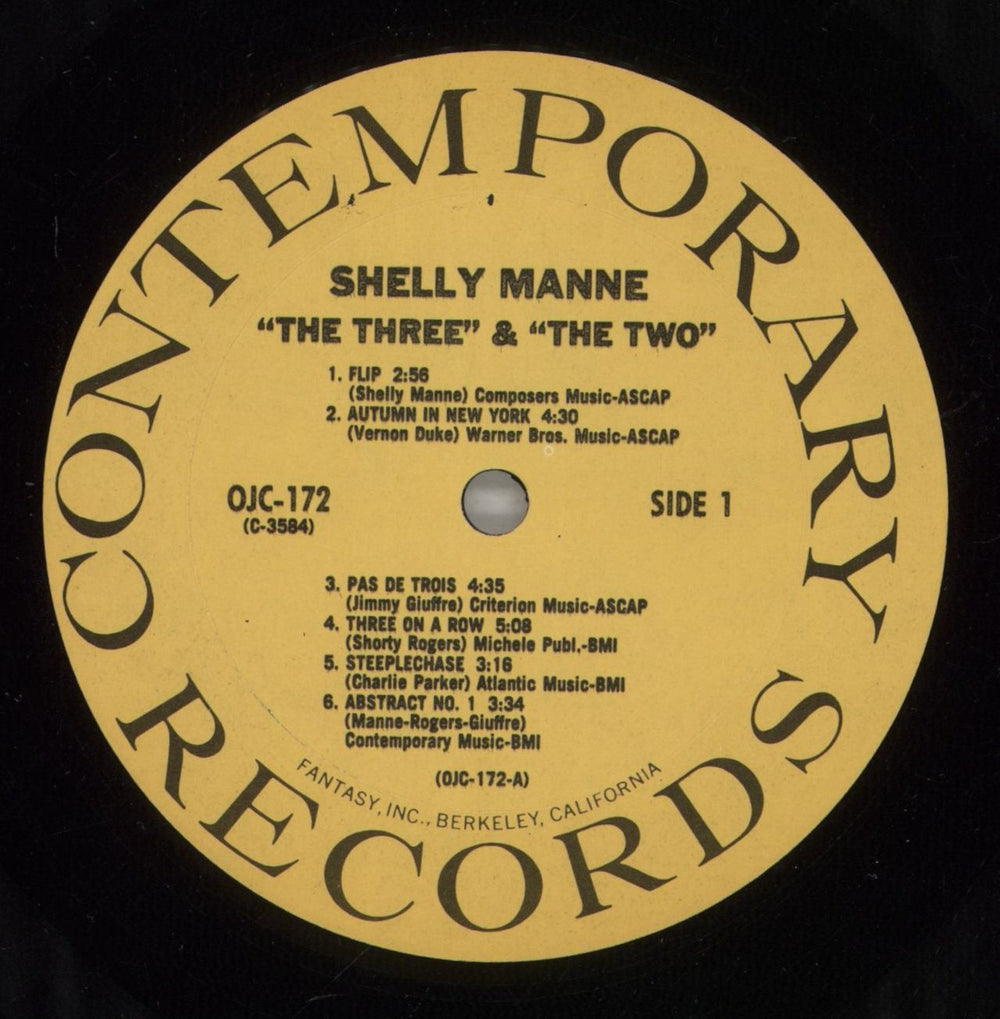 CONTEMPORARY RECORDS
SHELLY MANNE
“THE THREE” & “THE TWO”
1. FLIP 2:56
(Shelly Manne) Composers Music-ASCAP
2. AUTUMN IN NEW YORK 4:30
(Vernon Duke) Warner Bros. Music-ASCAP
OJC-172
(C-3584)
SIDE 1
3. PAS DE TROIS 4:35
(Jimmy Giuffre) Criterion Music-ASCAP
4. THREE ON A ROW 5:08
(Shorty Rogers) Michele Publ.-BMI
5. STEEPLECHASE 3:16
(Charlie Parker) Atlantic Music-BMI
6. ABSTRACT NO. 1 3:34
(Manne-Rogers-Giuffre)
Contemporary Music-BMI
(OJC-172-A)
FANTASY, INC., BERKELEY, CALIFORNIA